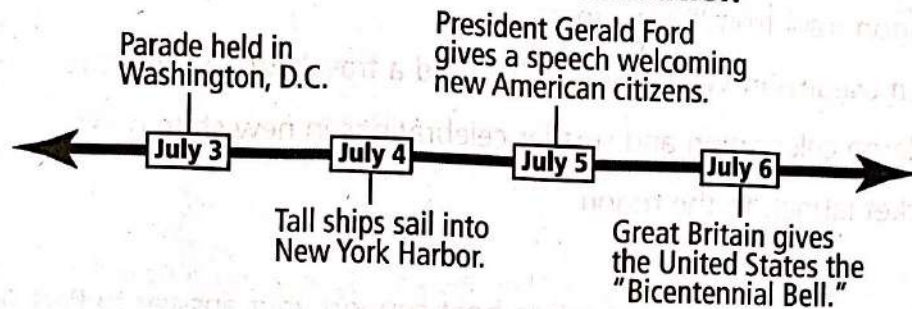 Parade held in
Washington, D.C.
President Gerald Ford
gives a speech welcoming
new American citizens.
July 3
July 4
July 5
July 6
Tall ships sail into
New York Harbor.
Great Britain gives
the United States the
"Bicentennial Bell."